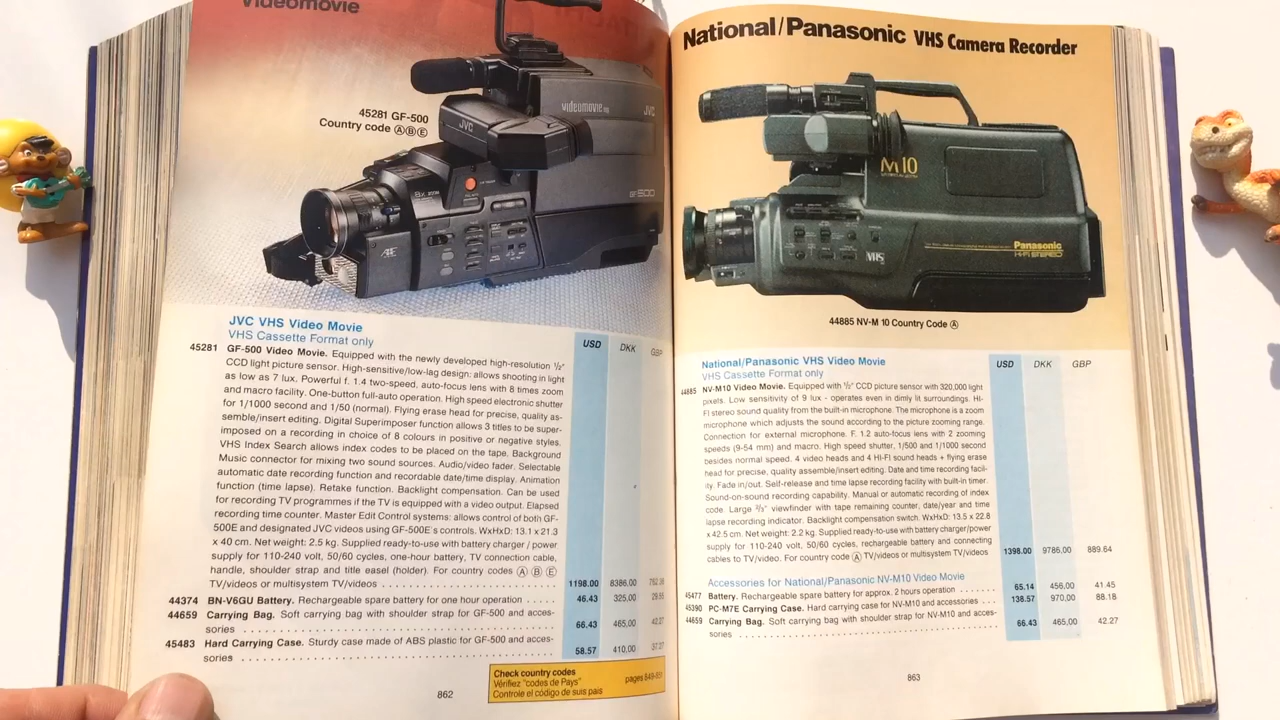 Videomovie
45281 GF-500
Country code Ⓐ Ⓑ Ⓔ
videomovie
JVC
JVC
AF
500
JVC VHS Video Movie
VHS Cassette Format only
USD DKK GBP
45281 GF-500 Video Movie. Equipped with the newly developed high-resolution ½"
CCD light picture sensor. High-sensitive/low-lag design: allows shooting in light
as low as 7 lux. Powerful f. 1.4 two-speed, auto-focus lens with 8 times zoom
and macro facility. One-button full-auto operation. High speed electronic shutter
for 1/1000 second and 1/50 (normal). Flying erase head for precise, quality as-
semble/insert editing. Digital Superimposer function allows 3 titles to be super-
imposed on a recording in choice of 8 colours in positive or negative styles.
VHS Index Search allows index codes to be placed on the tape. Background
Music connector for mixing two sound sources. Audio/video fader. Selectable
automatic date recording function and recordable date/time display. Animation
function (time lapse). Retake function. Backlight compensation. Can be used
for recording TV programmes if the TV is equipped with a video output. Elapsed
recording time counter. Master Edit Control systems: allows control of both GF-
500E and designated JVC videos using GF-500E's controls. WxHxD: 13.1 x 21.3
x 40 cm. Net weight: 2.5 kg. Supplied ready-to-use with battery charger / power
supply for 110-240 volt, 50/60 cycles, one-hour battery, TV connection cable,
handle, shoulder strap and title easel (holder). For country codes Ⓐ Ⓑ Ⓔ
TV/videos or multisystem TV/videos 1198.00 8386,00
44374 BN-V6GU Battery. Rechargeable spare battery for one hour operation 46.43 325,00 29.55
44659 Carrying Bag. Soft carrying bag with shoulder strap for GF-500 and acces-
sories 66.43 465,00 42.27
45483 Hard Carrying Case. Sturdy case made of ABS plastic for GF-500 and acces-
sories 58.57 410,00
Check country codes
Vérifiez "codes de Pays"
Controle el codigo de suis pais
pages
862
National/Panasonic VHS Camera Recorder
M10
Panasonic
HI-FI STEREO
VHS
44885 NV-M 10 Country Code Ⓐ
National/Panasonic VHS Video Movie
VHS Cassette Format only
USD DKK GBP
44885 NV-M10 Video Movie. Equipped with ½" CCD picture sensor with 320,000 light
pixels. Low sensitivity of 9 lux - operates even in dimly lit surroundings. HI-
FI stereo sound quality from the built-in microphone. The microphone is a zoom
microphone which adjusts the sound according to the picture zooming range.
Connection for external microphone. F. 1.2 auto-focus lens with 2 zooming
speeds (9-54 mm) and macro. High speed shutter, 1/500 and 1/1000 second
besides normal speed. 4 video heads and 4 HI-FI sound heads + flying erase
head for precise, quality assemble/insert editing. Date and time recording facil-
ity. Fade in/out. Self-release and time lapse recording facility with built-in timer.
Sound-on-sound recording capability. Manual or automatic recording of index
code. Large ⅔" viewfinder with tape remaining counter, date/year and time
lapse recording indicator. Backlight compensation switch. WxHxD: 13.5 x 22.8
x 42.5 cm. Net weight: 2.2 kg. Supplied ready-to-use with battery charger/power
supply for 110-240 volt, 50/60 cycles, rechargeable battery and connecting
cables to TV/video. For country code Ⓐ TV/videos or multisystem TV/videos 1398.00 9786,00 889.64
Accessories for National/Panasonic NV-M10 Video Movie
45477 Battery. Rechargeable spare battery for approx. 2 hours operation 65.14 456,00 41.45
45390 PC-M7E Carrying Case. Hard carrying case for NV-M10 and accessories 138.57 970,00 88.18
44659 Carrying Bag. Soft carrying bag with shoulder strap for NV-M10 and acces-
sories 66.43 465,00 42.27
863